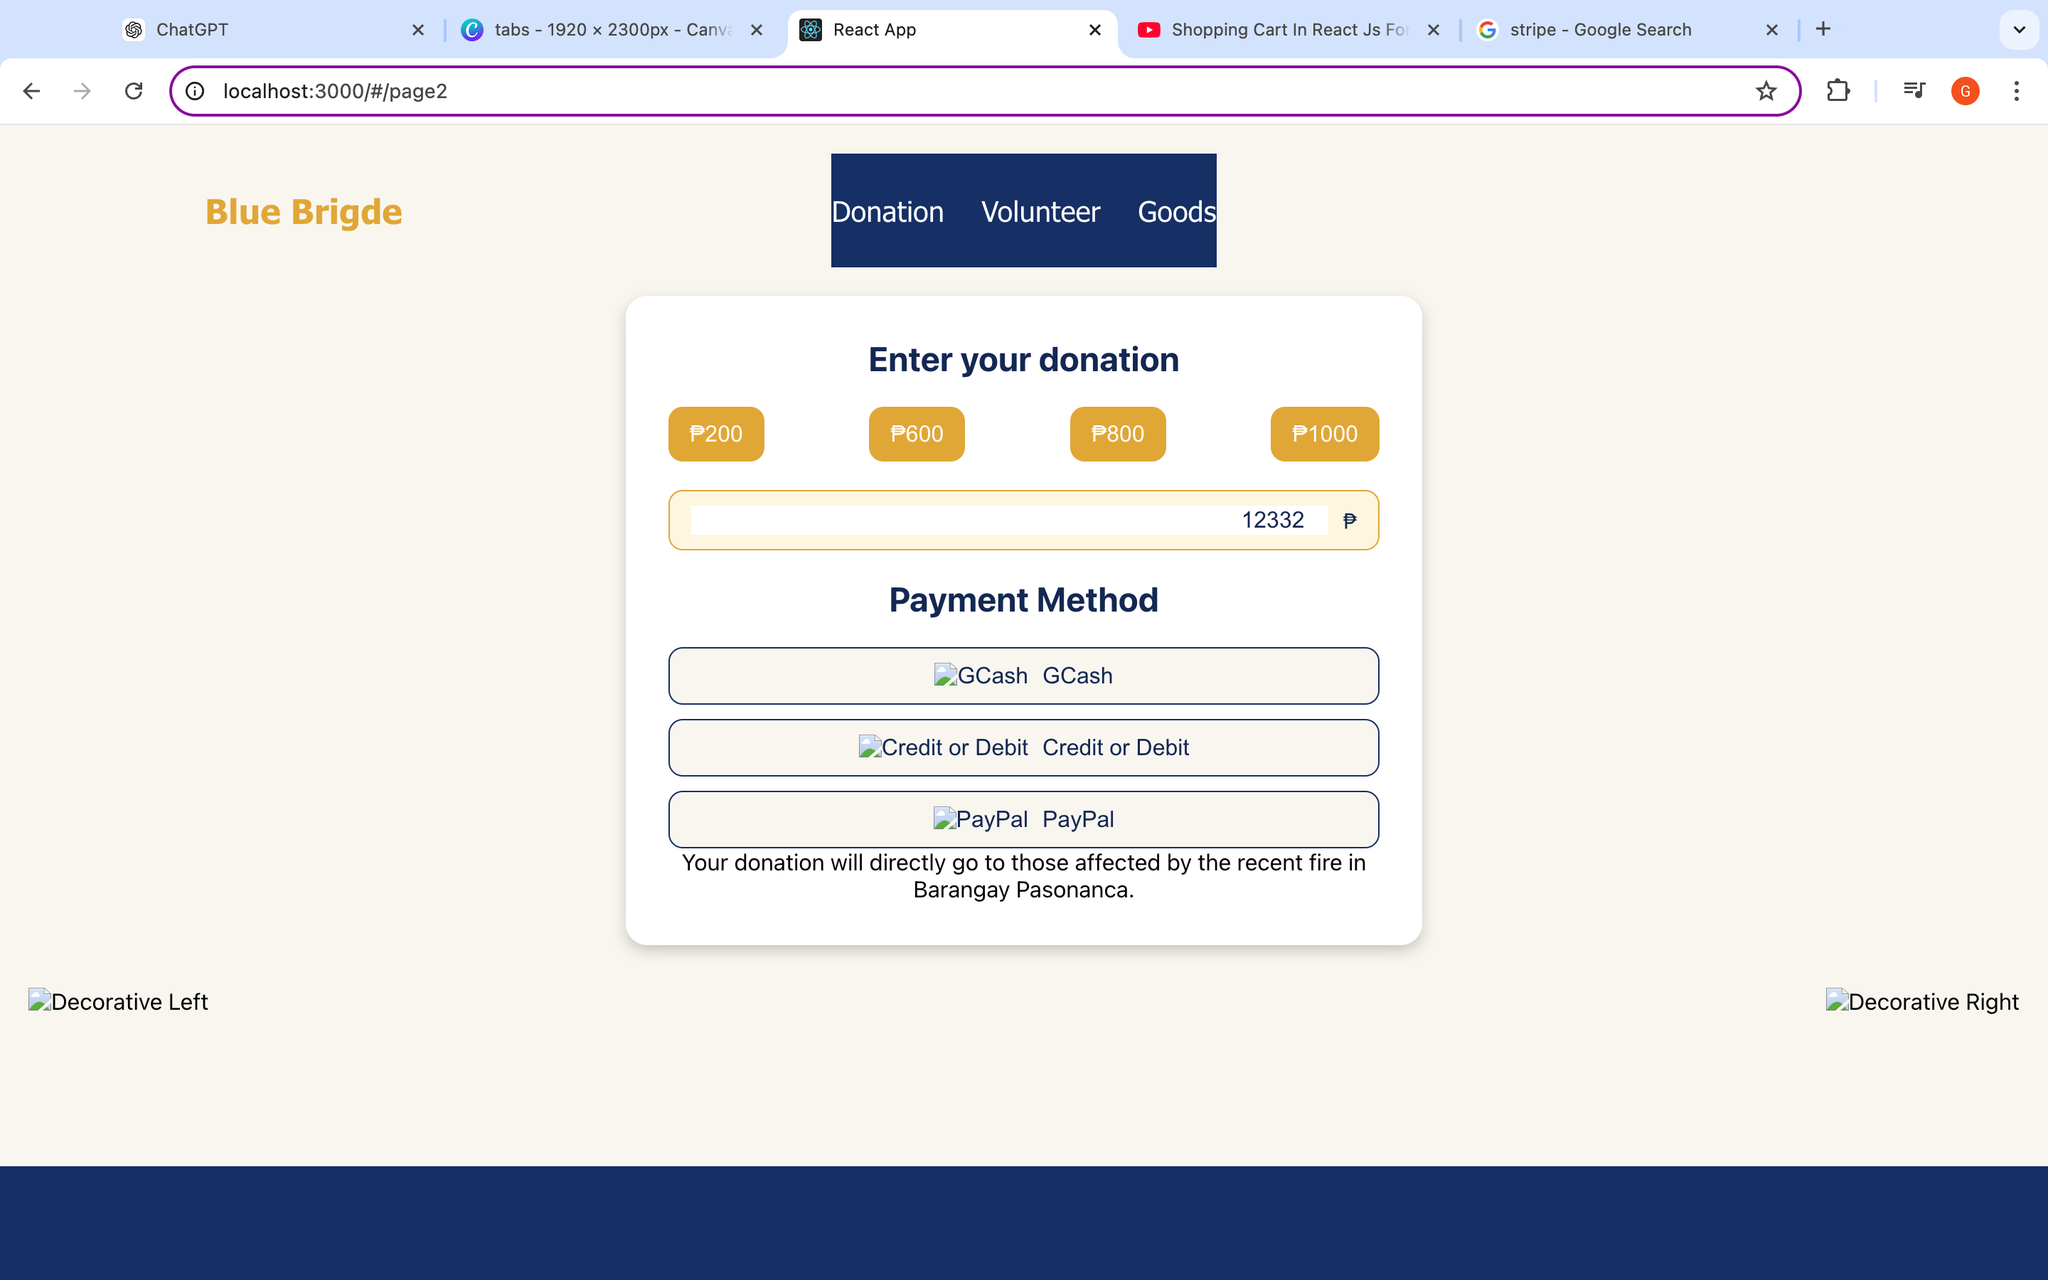 ChatGPT
tabs - 1920 × 2300px - Canva
React App
Shopping Cart In React Js For
stripe - Google Search
localhost:3000/#/page2
G
Blue Brigde
Donation Volunteer Goods
Enter your donation
₱200 ₱600 ₱800 ₱1000
12332 ₱
Payment Method
GCash GCash
Credit or Debit Credit or Debit
PayPal PayPal
Your donation will directly go to those affected by the recent fire in
Barangay Pasonanca.
Decorative Left
Decorative Right